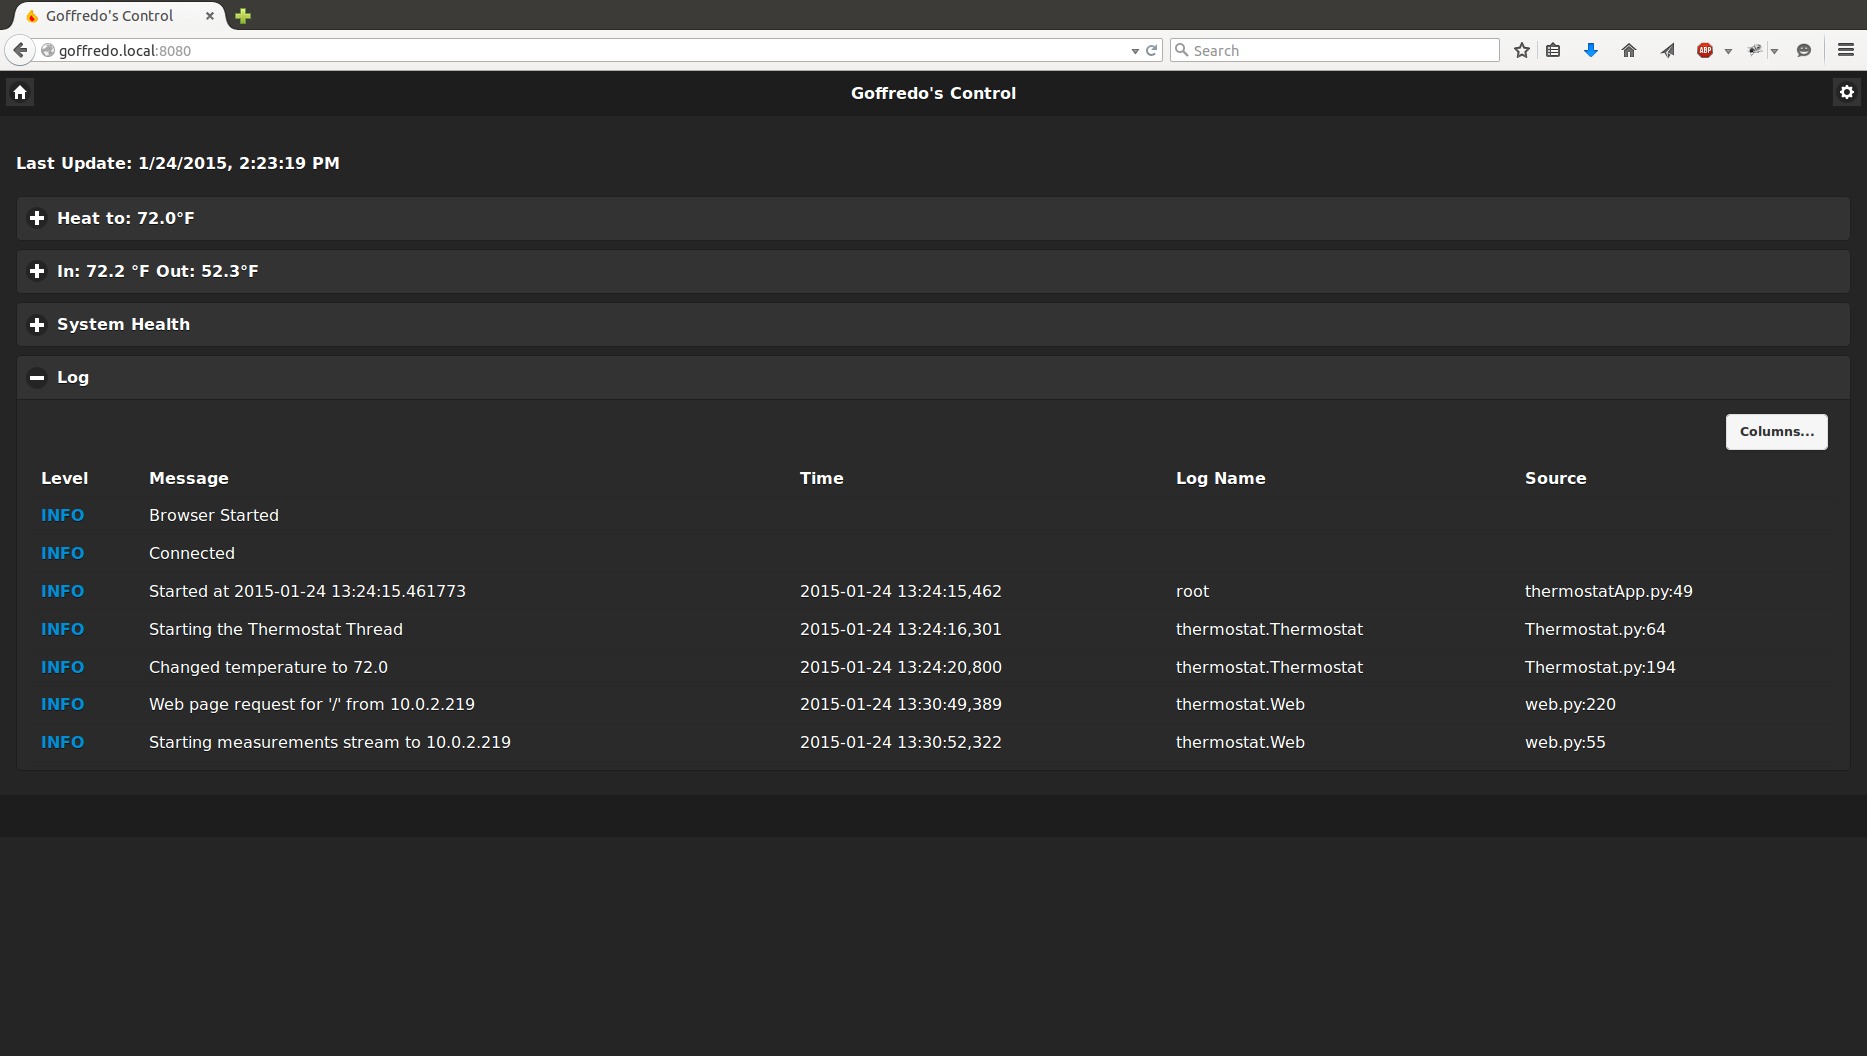 Goffredo's Control
goffredo.local:8080
Search
ABP
Goffredo's Control
Last Update: 1/24/2015, 2:23:19 PM
Heat to: 72.0°F
In: 72.2 °F Out: 52.3°F
System Health
Log
Columns...
Level Message Time Log Name Source
INFO Browser Started
INFO Connected
INFO Started at 2015-01-24 13:24:15.461773 2015-01-24 13:24:15,462 root thermostatApp.py:49
INFO Starting the Thermostat Thread 2015-01-24 13:24:16,301 thermostat.Thermostat Thermostat.py:64
INFO Changed temperature to 72.0 2015-01-24 13:24:20,800 thermostat.Thermostat Thermostat.py:194
INFO Web page request for '/' from 10.0.2.219 2015-01-24 13:30:49,389 thermostat.Web web.py:220
INFO Starting measurements stream to 10.0.2.219 2015-01-24 13:30:52,322 thermostat.Web web.py:55